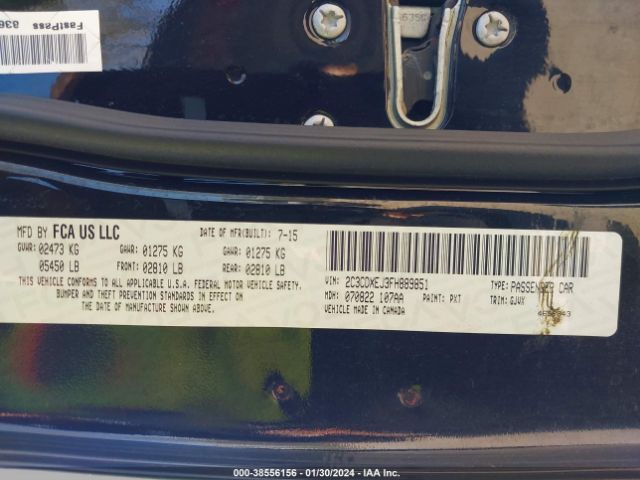 FastPass
635C
MFD BY FCA US LLC DATE OF MFR(BUILT): 7-15
GVWR: 02473 KG GAWR: 01275 KG GAWR: 01275 KG
05450 LB FRONT: 02810 LB REAR: 02810 LB
THIS VEHICLE CONFORMS TO ALL APPLICABLE U.S.A. FEDERAL MOTOR VEHICLE SAFETY,
BUMPER AND THEFT PREVENTION STANDARDS IN EFFECT ON
THE DATE OF MANUFACTURE SHOWN ABOVE.
VIN: 2C3CDXEJ3FH889851 TYPE: PASSENGER CAR
MDH: 070822 107AA PAINT: PXT TRIM: GJVX
VEHICLE MADE IN CANADA
000-38556156 - 01/30/2024 - IAA Inc.